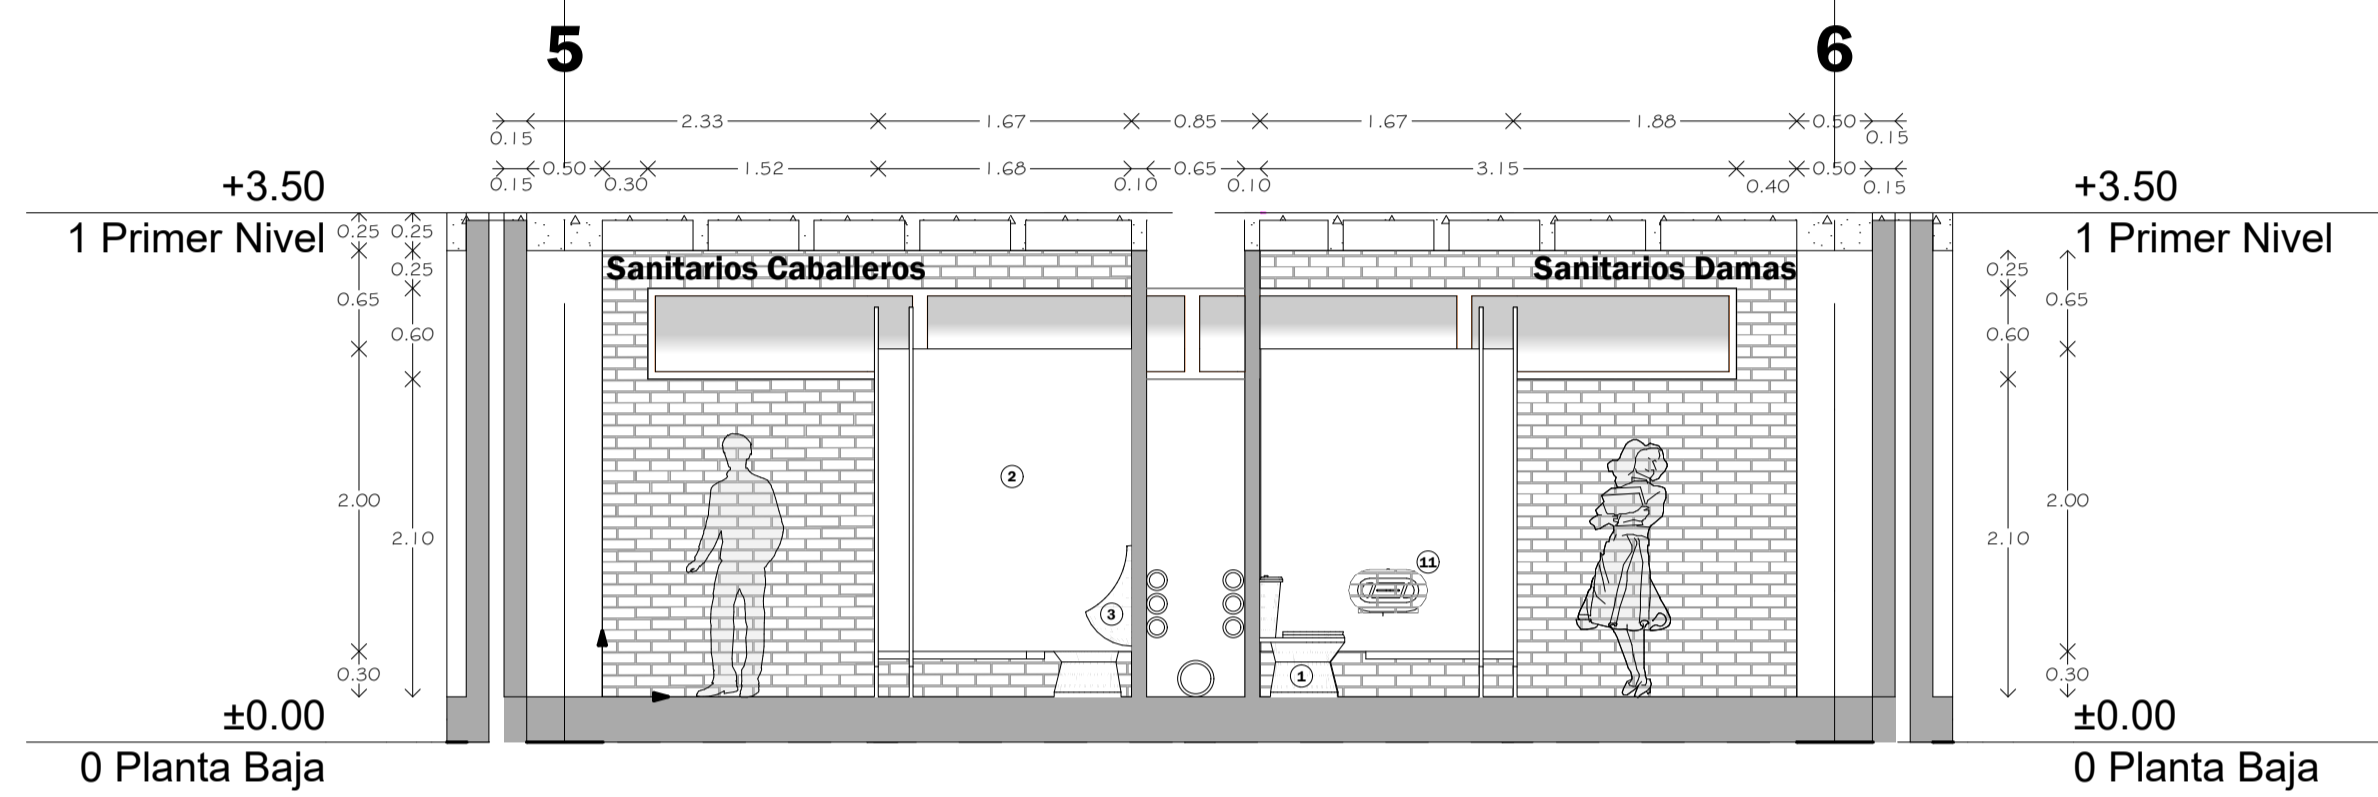 5 6
2.33 1.67 0.85 1.67 1.88 0.50
0.15 0.15
0.50 1.52 1.68 0.65 3.15 0.50
0.15 0.30 0.10 0.10 0.40 0.15
+3.50 +3.50
1 Primer Nivel 0.25 0.25 1 Primer Nivel
Sanitarios Caballeros Sanitarios Damas
0.25 0.25
0.65 0.65
0.60 0.60
2
2.00 2.00
2.10 2.10
11
3
0.30 1 0.30
±0.00 ±0.00
0 Planta Baja 0 Planta Baja